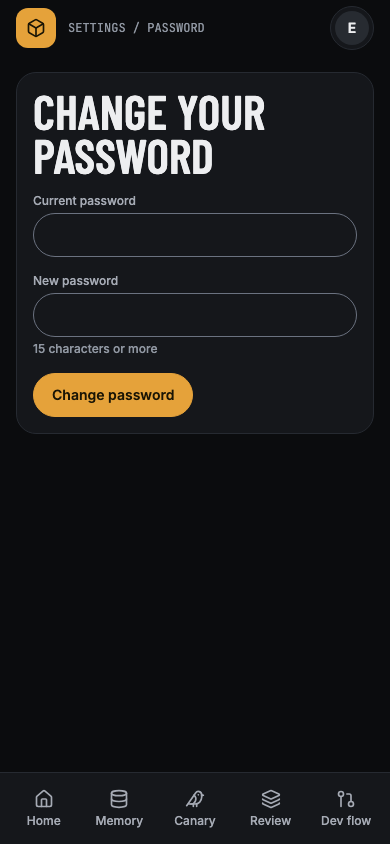 SETTINGS / PASSWORD
E
CHANGE YOUR
PASSWORD
Current password
New password
15 characters or more
Change password
Home
Memory
Canary
Review
Dev flow